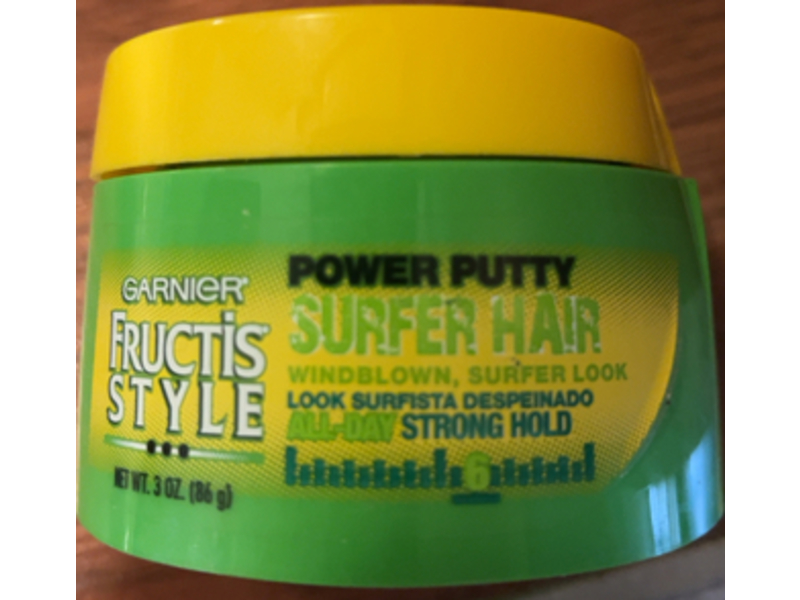 GARNIER
FRUCTIS
STYLE
NET WT. 3 OZ. (86 g)
POWER PUTTY
SURFER HAIR
WINDBLOWN, SURFER LOOK
LOOK SURFISTA DESPEINADO
ALL-DAY STRONG HOLD
6